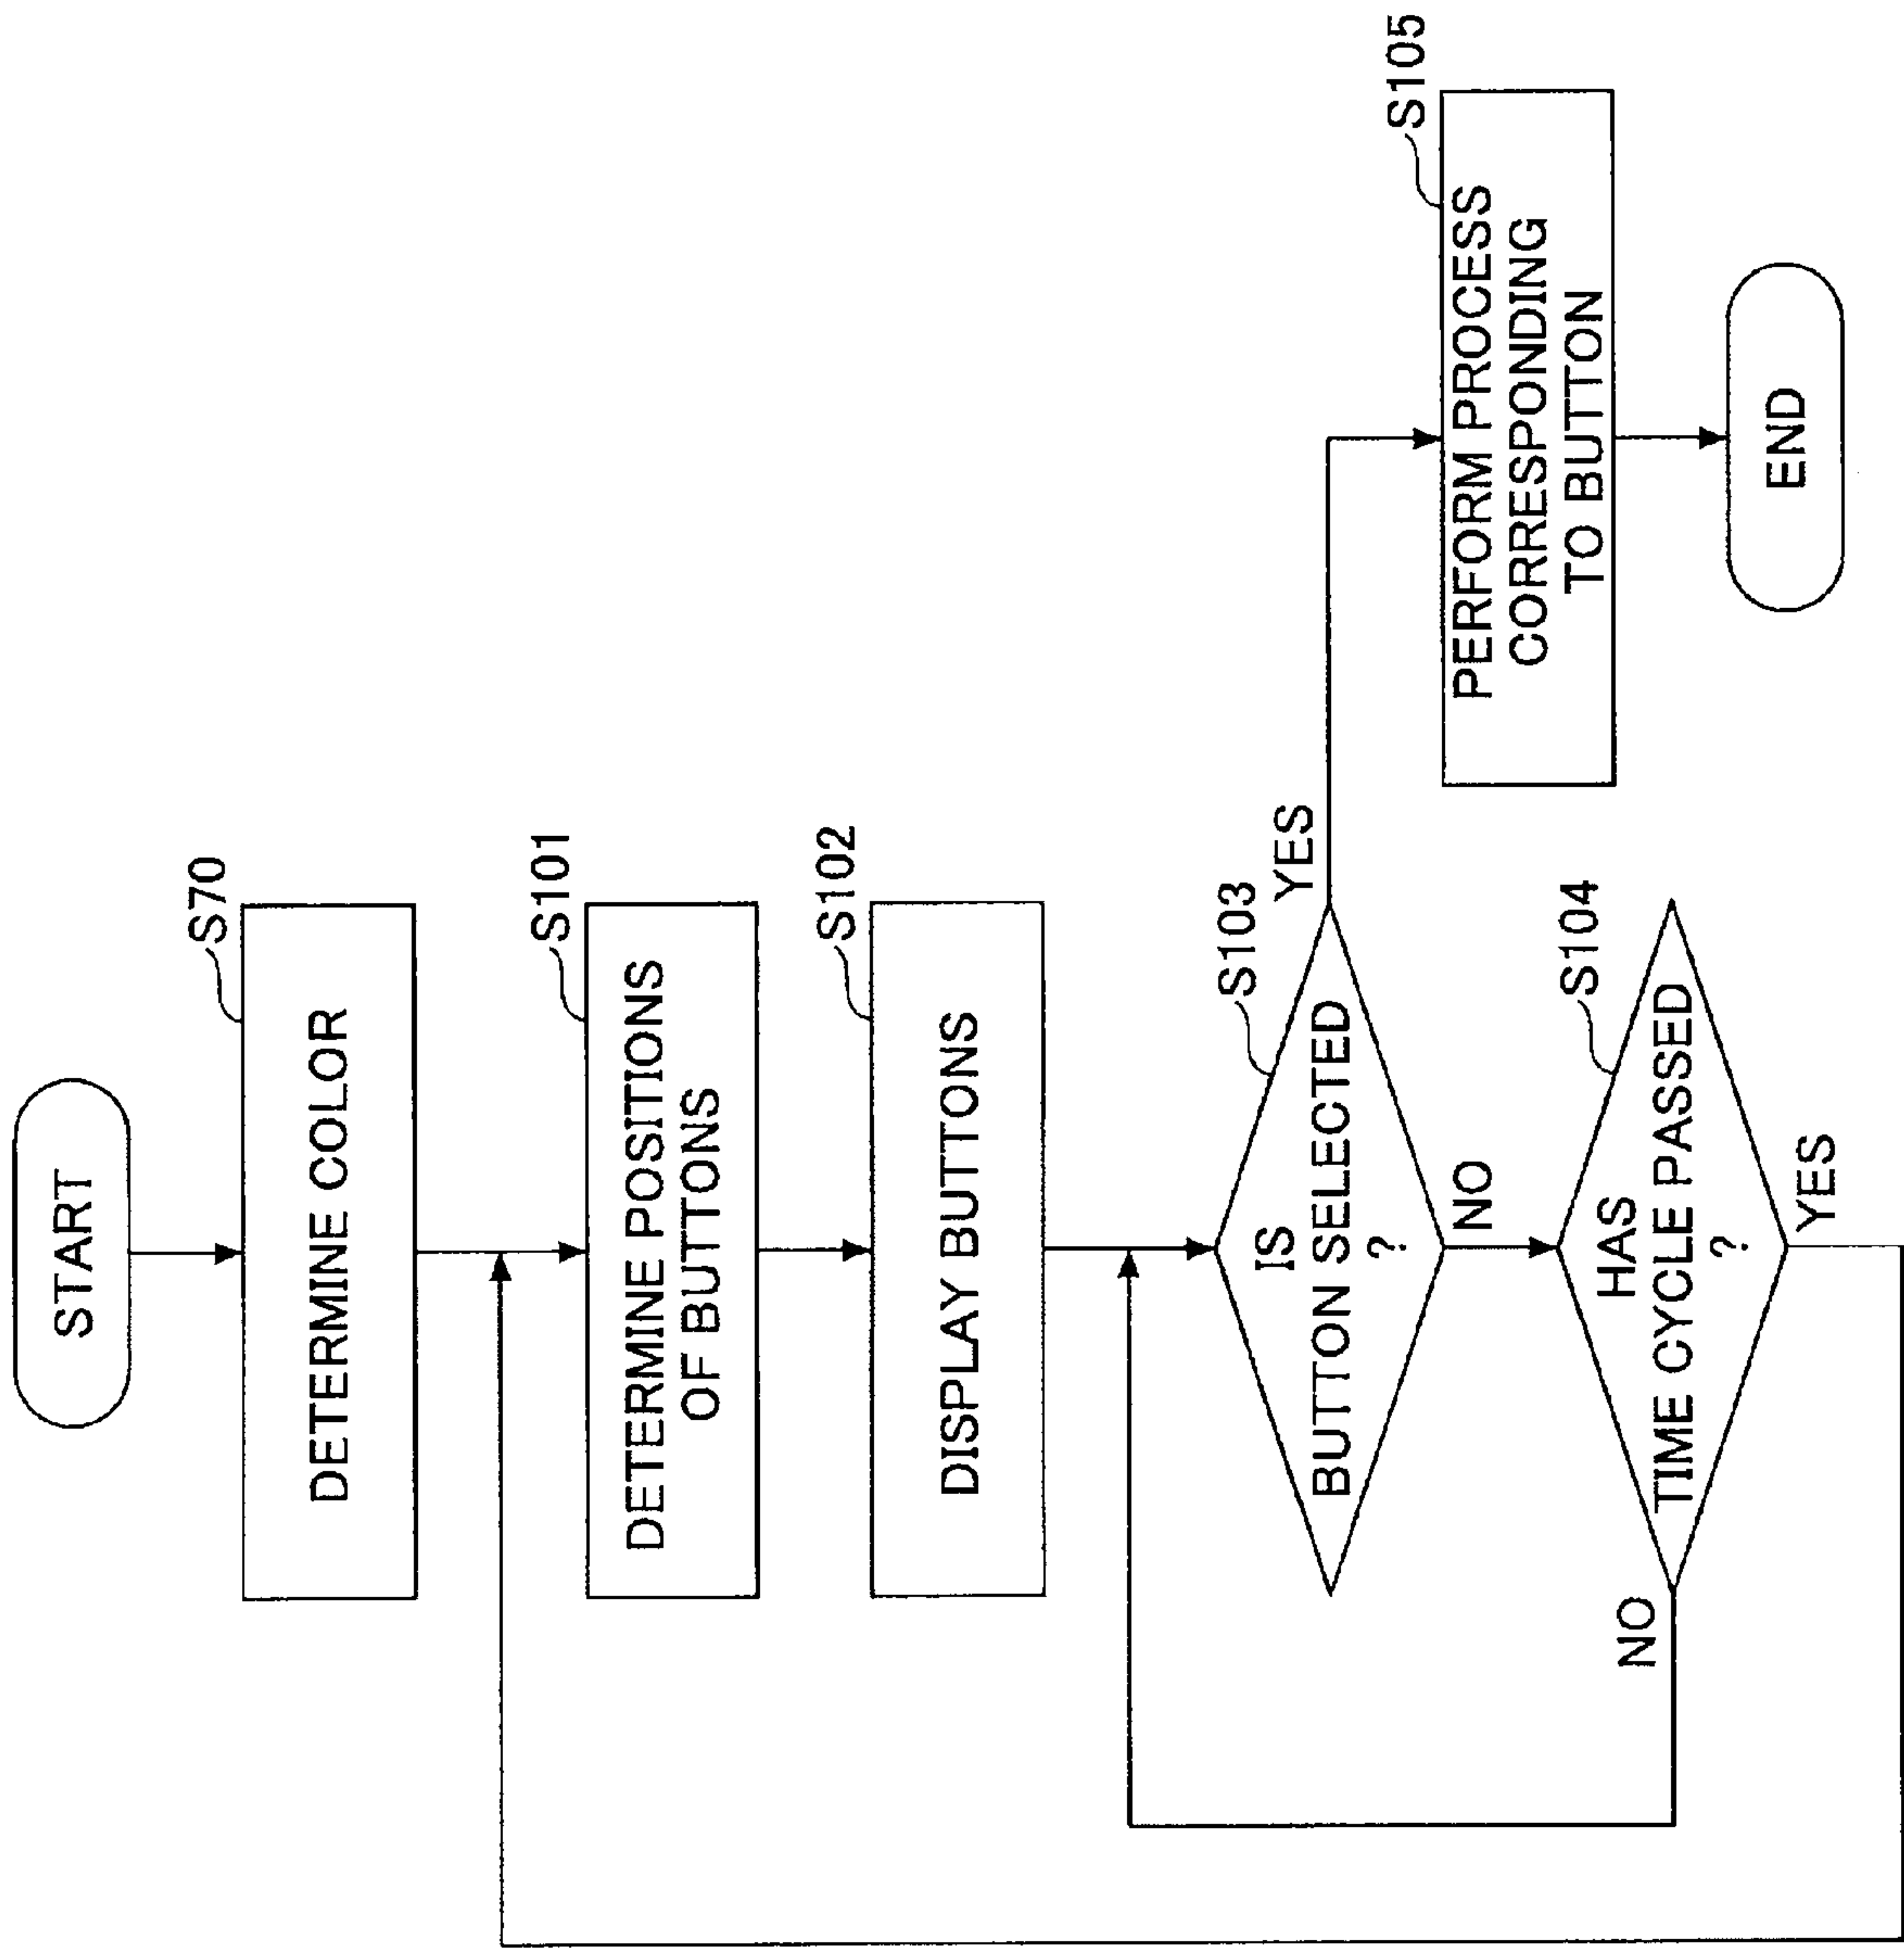 START
S70
DETERMINE COLOR
S101
DETERMINE POSITIONS
OF BUTTONS
S102
DISPLAY BUTTONS
S103
IS
BUTTON SELECTED
?
YES
NO
S104
HAS
TIME CYCLE PASSED
?
NO
YES
S105
PERFORM PROCESS
CORRESPONDING
TO BUTTON
END